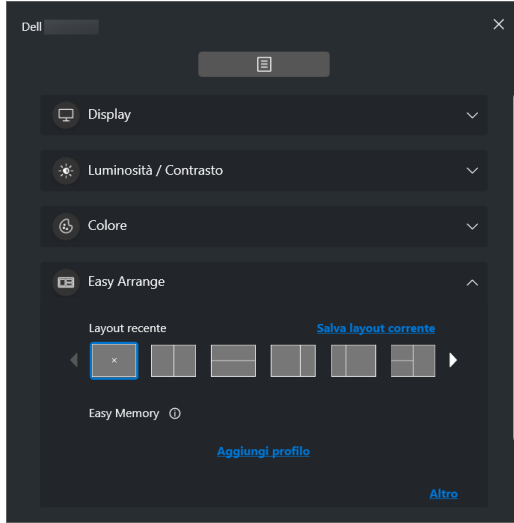 Dell
Display
Luminosità / Contrasto
Colore
Easy Arrange
Layout recente
Salva layout corrente
Easy Memory
Aggiungi profilo
Altro